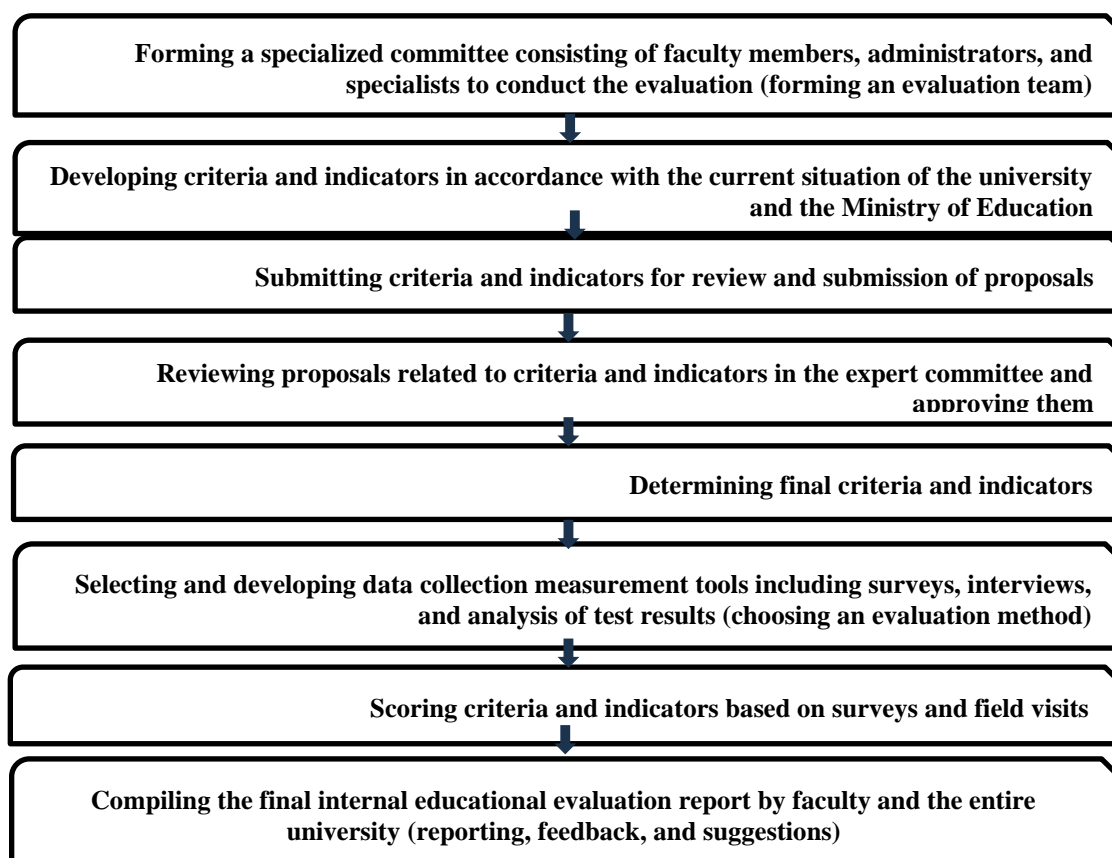 Forming a specialized committee consisting of faculty members, administrators, and
specialists to conduct the evaluation (forming an evaluation team)
Developing criteria and indicators in accordance with the current situation of the university
and the Ministry of Education
Submitting criteria and indicators for review and submission of proposals
Reviewing proposals related to criteria and indicators in the expert committee and
approving them
Determining final criteria and indicators
Selecting and developing data collection measurement tools including surveys, interviews,
and analysis of test results (choosing an evaluation method)
Scoring criteria and indicators based on surveys and field visits
Compiling the final internal educational evaluation report by faculty and the entire
university (reporting, feedback, and suggestions)